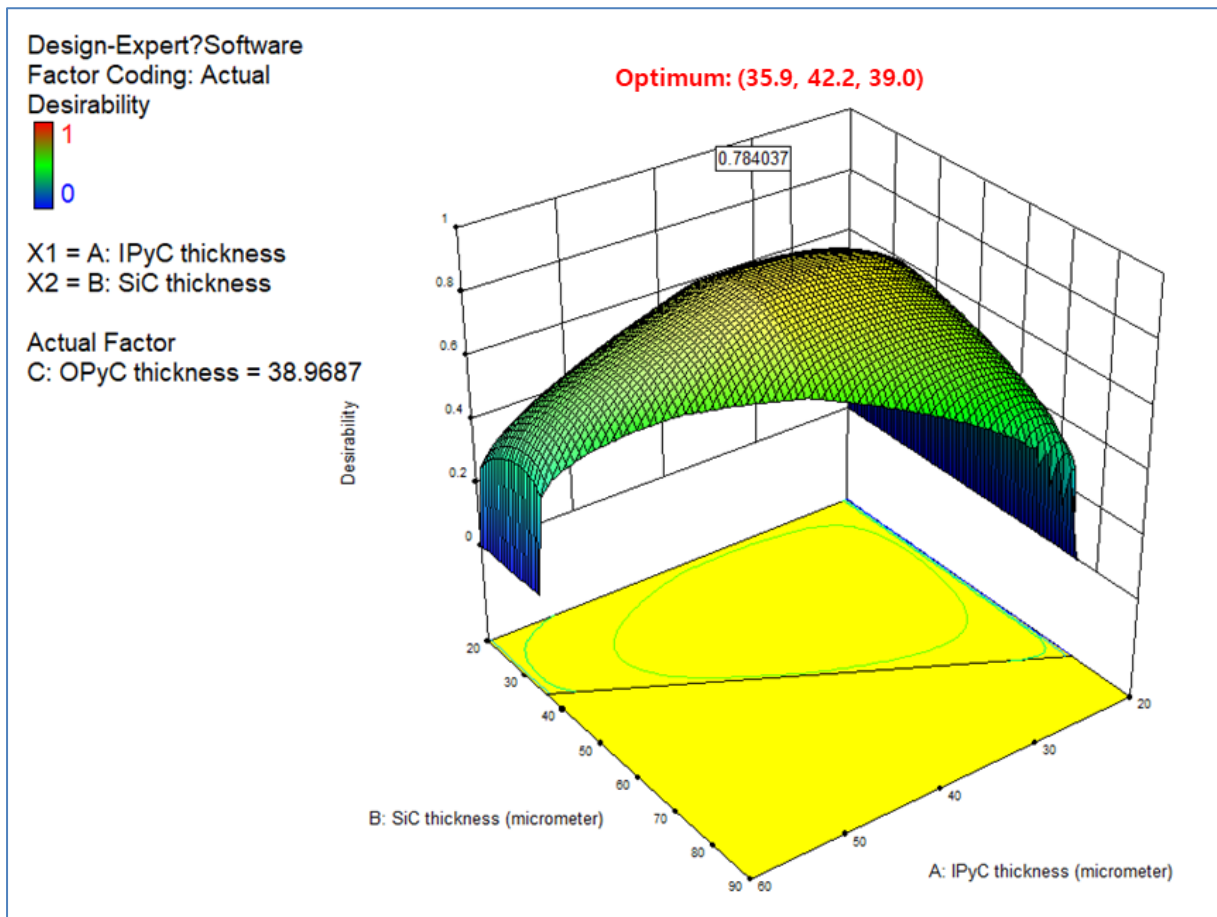 Design-Expert?Software
Factor Coding: Actual
Desirability
1
0
X1 = A: IPyC thickness
X2 = B: SiC thickness
Actual Factor
C: OPyC thickness = 38.9687
Optimum: (35.9, 42.2, 39.0)
0.784037
1
0.8
0.6
0.4
0.2
0
Desirability
20
30
40
50
60
70
80
90
B: SiC thickness (micrometer)
60
50
40
30
20
A: IPyC thickness (micrometer)